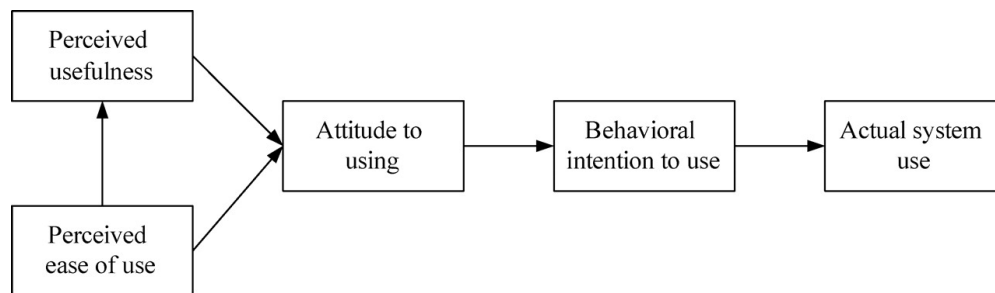 Perceived
usefulness
Attitude to
using
Behavioral
intention to use
Actual system
use
Perceived
ease of use